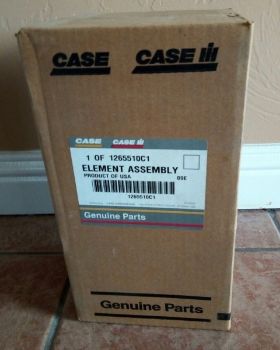 CASE CASE IH
CASE CASE IH
1 OF 1265510C1
ELEMENT ASSEMBLY
PRODUCT OF USA
1265510C1
Genuine Parts
Genuine Parts